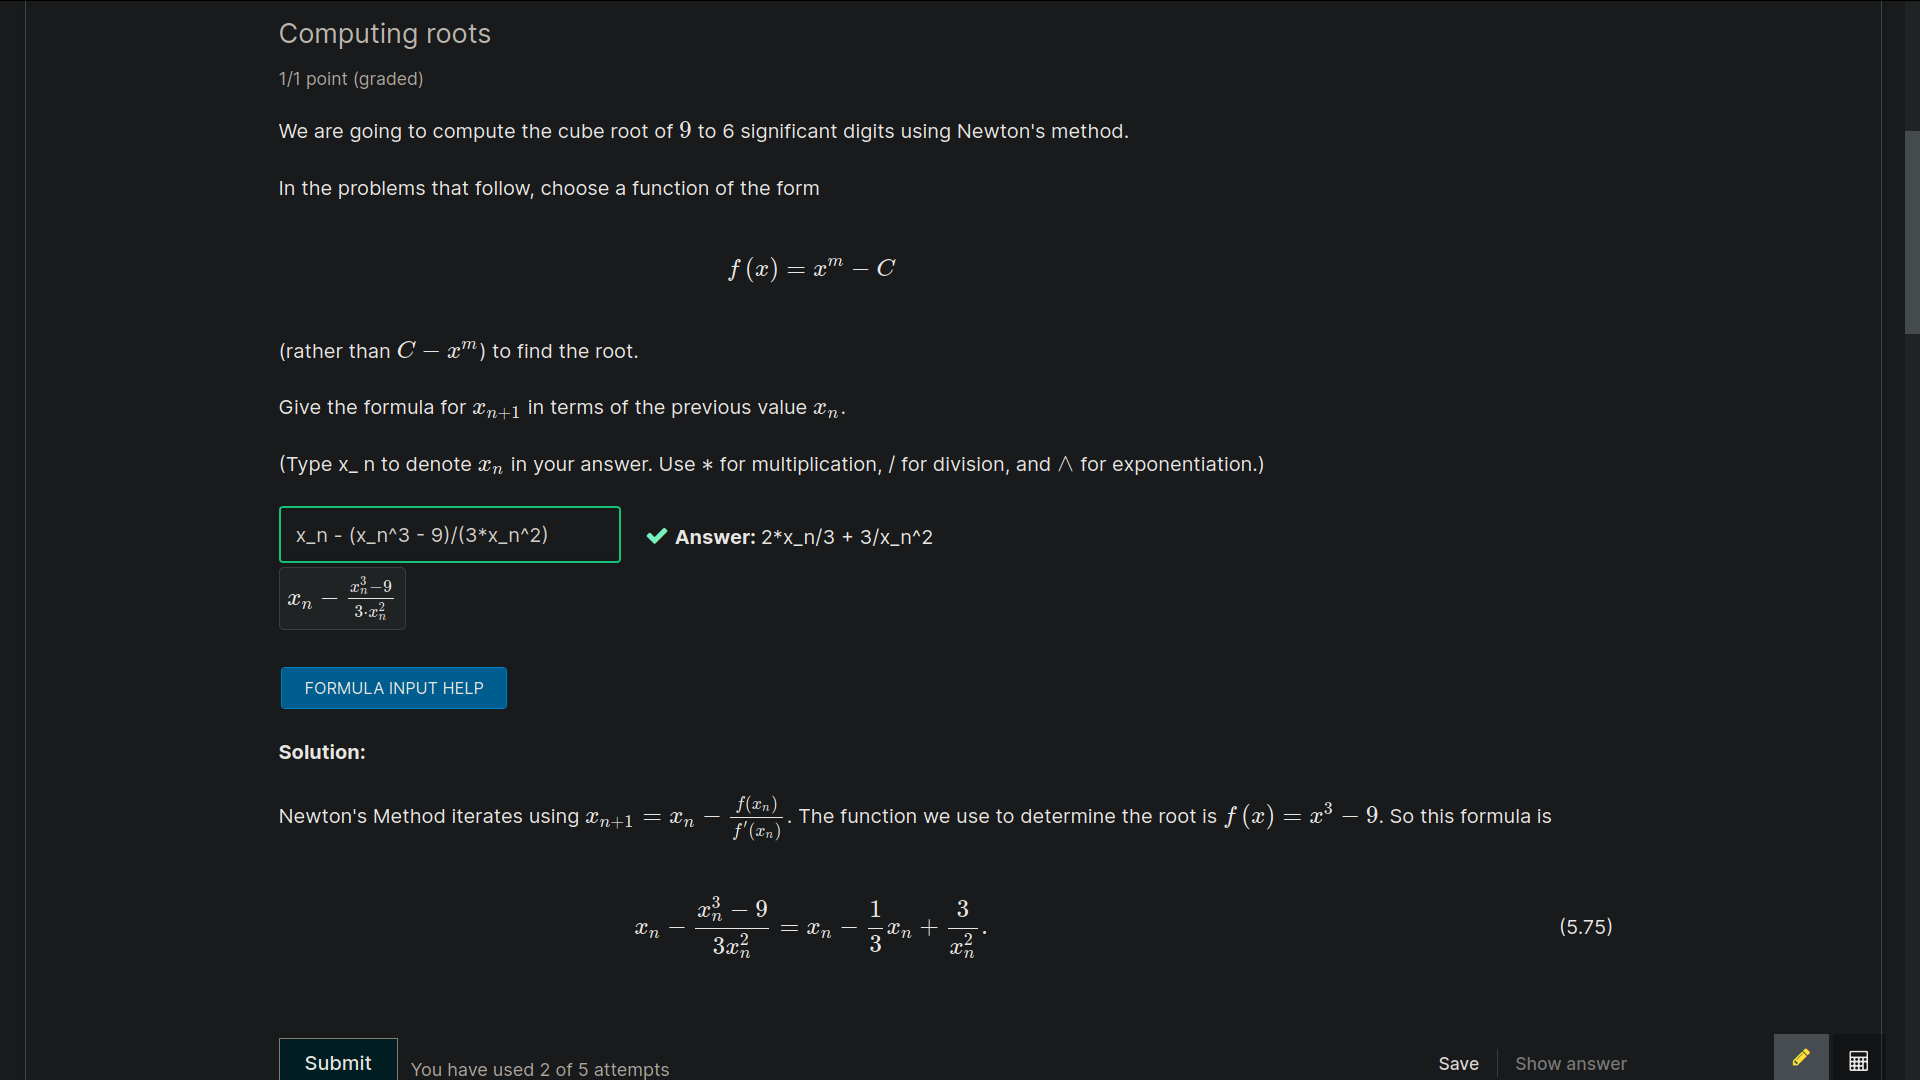 Computing roots
1/1 point (graded)
We are going to compute the cube root of 9 to 6 significant digits using Newton's method.
In the problems that follow, choose a function of the form
f (x) = x^m − C
(rather than C − x^m) to find the root.
Give the formula for x_{n+1} in terms of the previous value x_n.
(Type x_ n to denote x_n in your answer. Use * for multiplication, / for division, and ∧ for exponentiation.)
x_n - (x_n^3 - 9)/(3*x_n^2)
✔ Answer: 2*x_n/3 + 3/x_n^2
x_n − \frac{x_n^3−9}{3·x_n^2}
FORMULA INPUT HELP
Solution:
Newton's Method iterates using x_{n+1} = x_n − \frac{f(x_n)}{f′(x_n)}. The function we use to determine the root is f (x) = x^3 − 9. So this formula is
x_n − \frac{x_n^3 − 9}{3x_n^2} = x_n − \frac{1}{3}x_n + \frac{3}{x_n^2}. (5.75)
Submit You have used 2 of 5 attempts Save Show answer